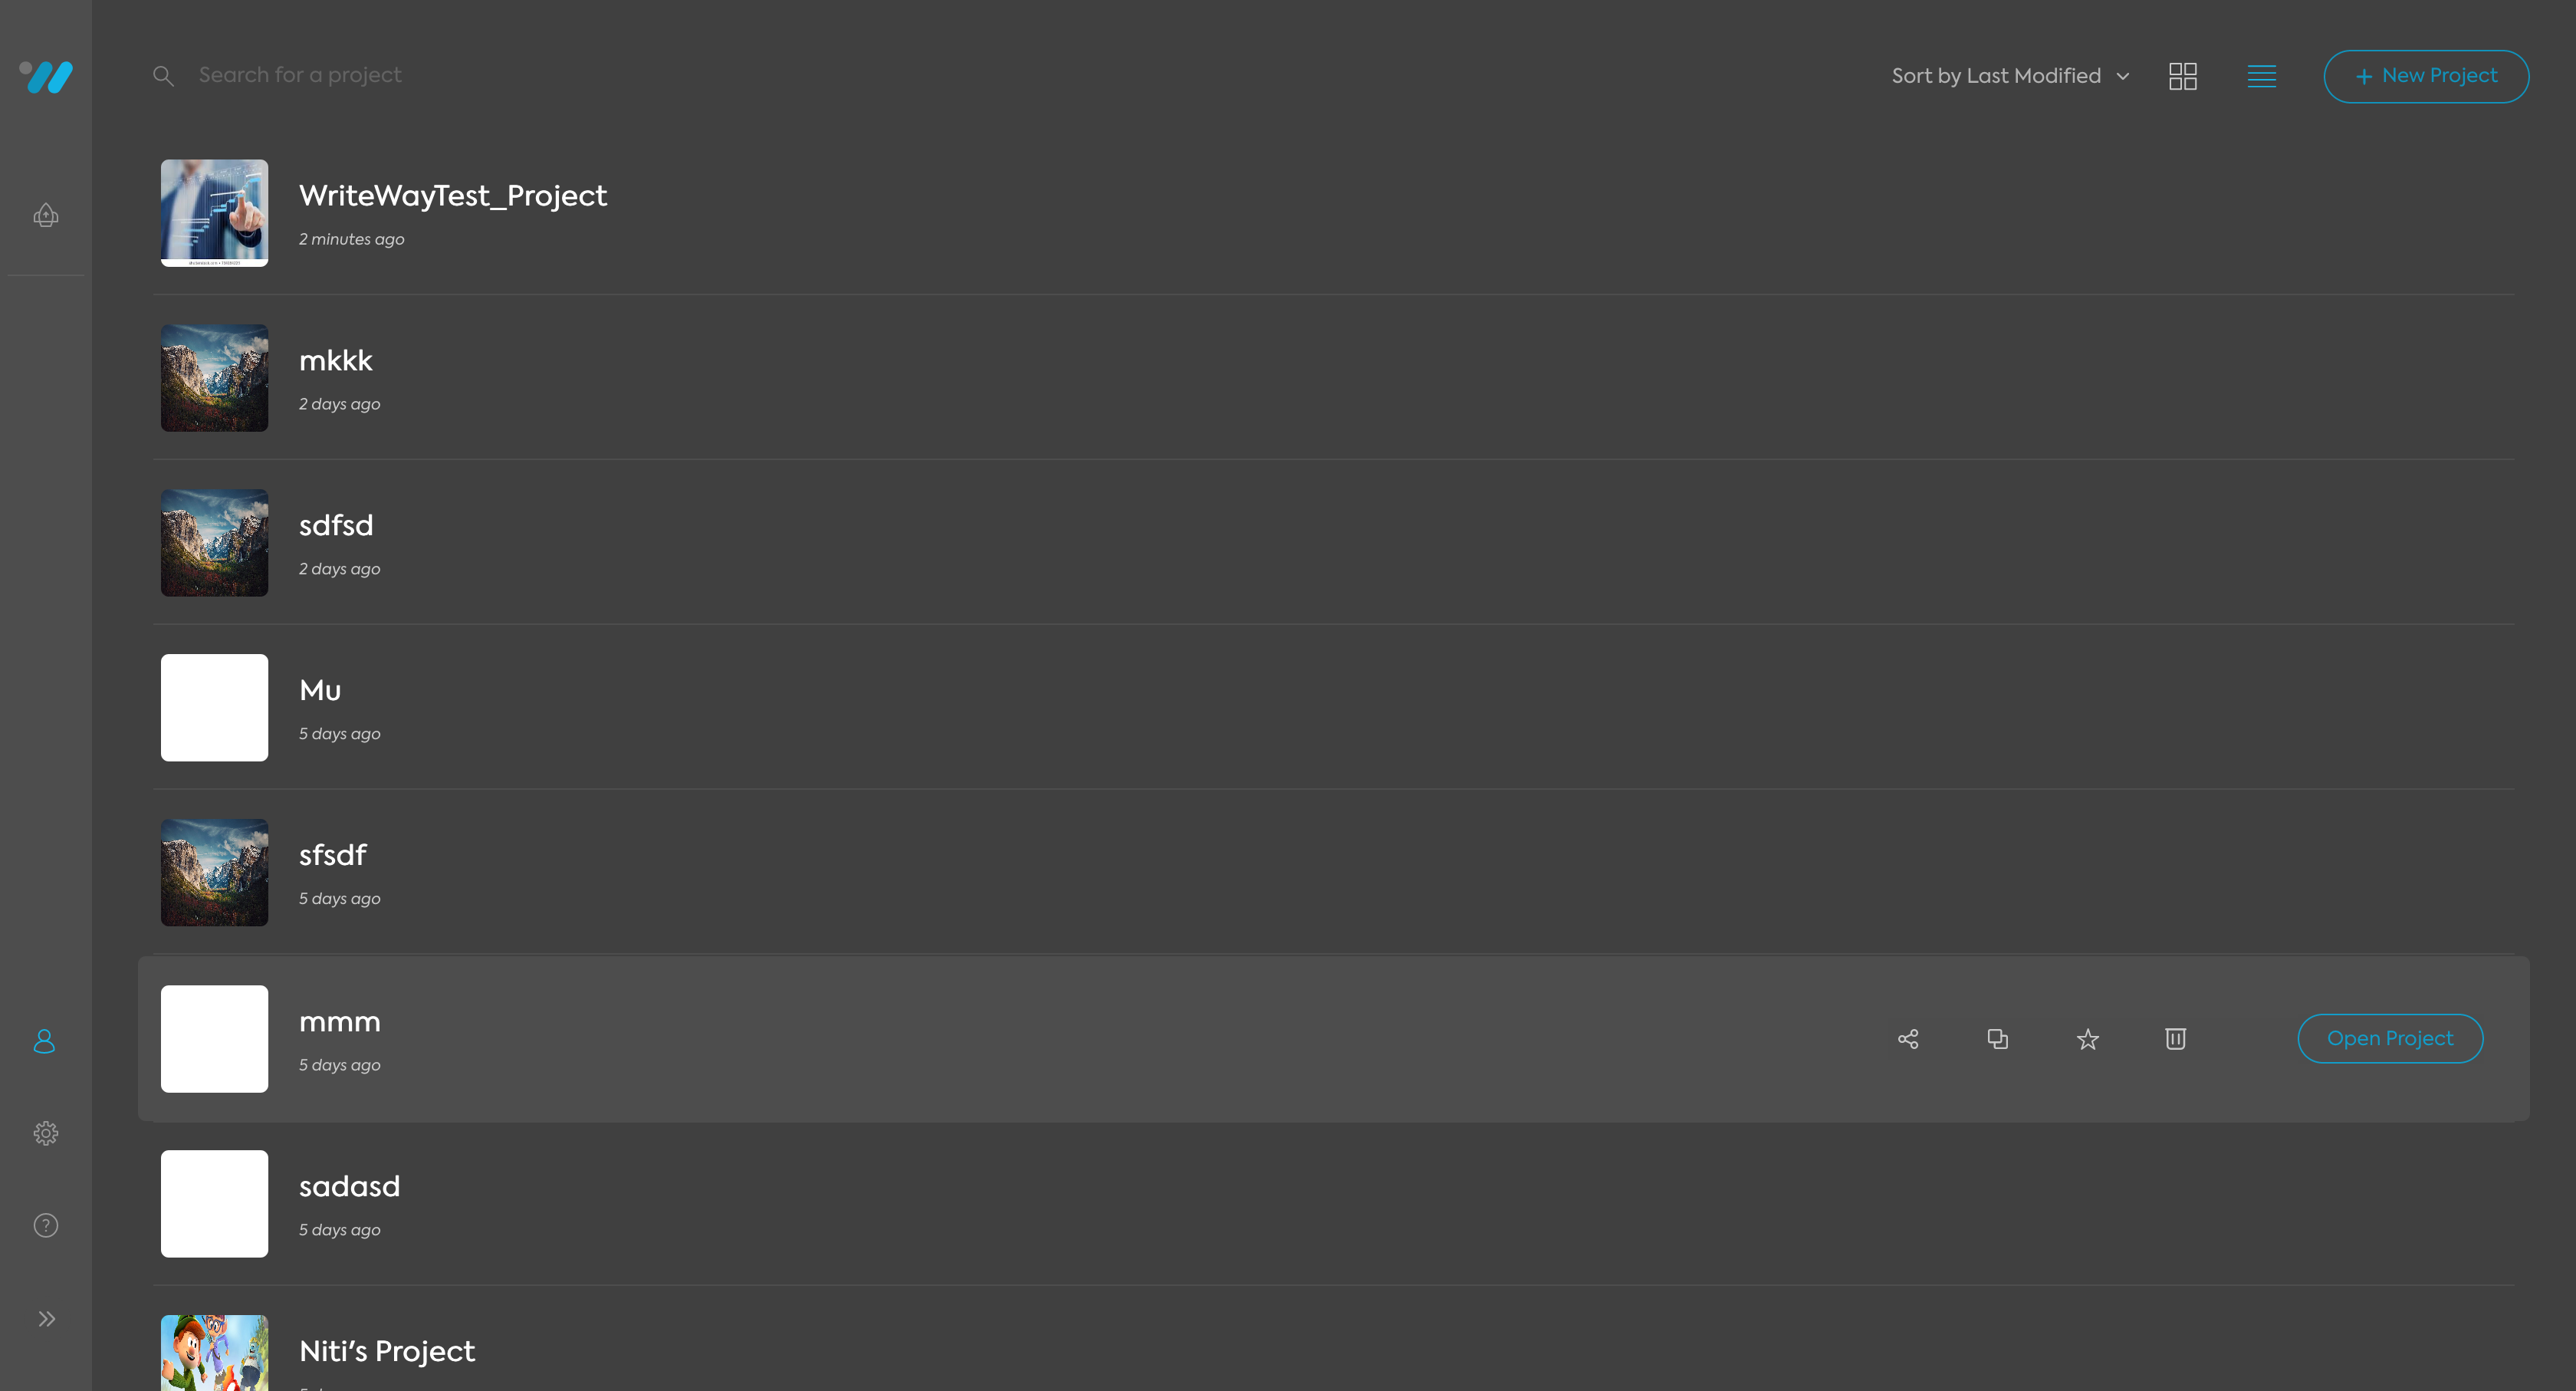 Search for a project
Sort by Last Modified
+ New Project
WriteWayTest_Project
2 minutes ago
mkkk
2 days ago
sdfsd
2 days ago
Mu
5 days ago
sfsdf
5 days ago
mmm
5 days ago
Open Project
sadasd
5 days ago
Niti's Project